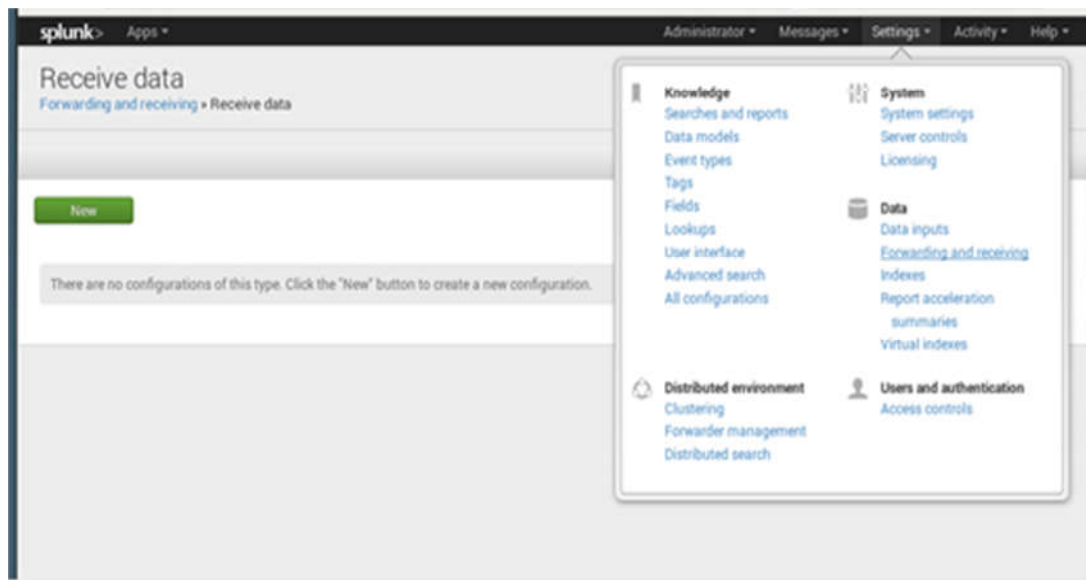 splunk> Apps Administrator Messages Settings Activity Help
Receive data
Forwarding and receiving » Receive data
New
There are no configurations of this type. Click the "New" button to create a new configuration.
Knowledge
Searches and reports
Data models
Event types
Tags
Fields
Lookups
User interface
Advanced search
All configurations
System
System settings
Server controls
Licensing
Data
Data inputs
Forwarding and receiving
Indexes
Report acceleration
summaries
Virtual indexes
Distributed environment
Clustering
Forwarder management
Distributed search
Users and authentication
Access controls